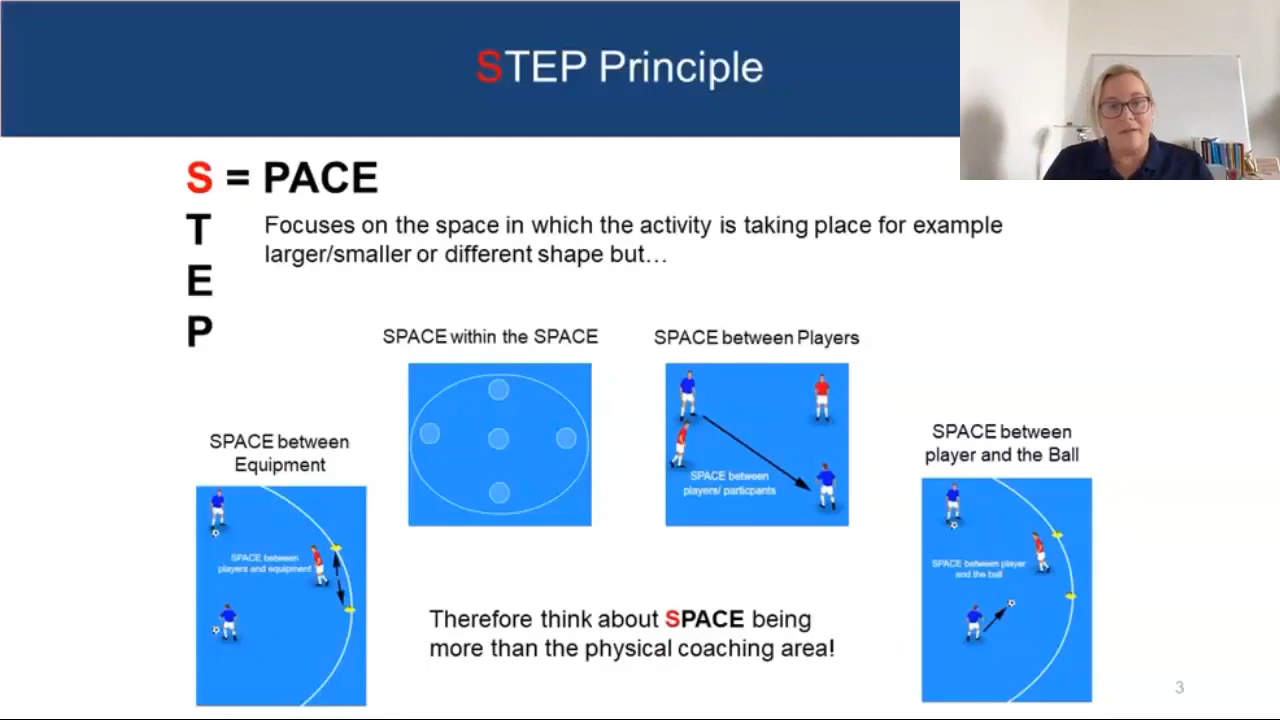 STEP Principle
S = PACE
T
E
P
Focuses on the space in which the activity is taking place for example
larger/smaller or different shape but…
SPACE within the SPACE
SPACE between Players
SPACE between
players/ particpants
SPACE between
Equipment
SPACE between
players and equipment
SPACE between
player and the Ball
SPACE between player
and the ball
Therefore think about SPACE being
more than the physical coaching area!
3